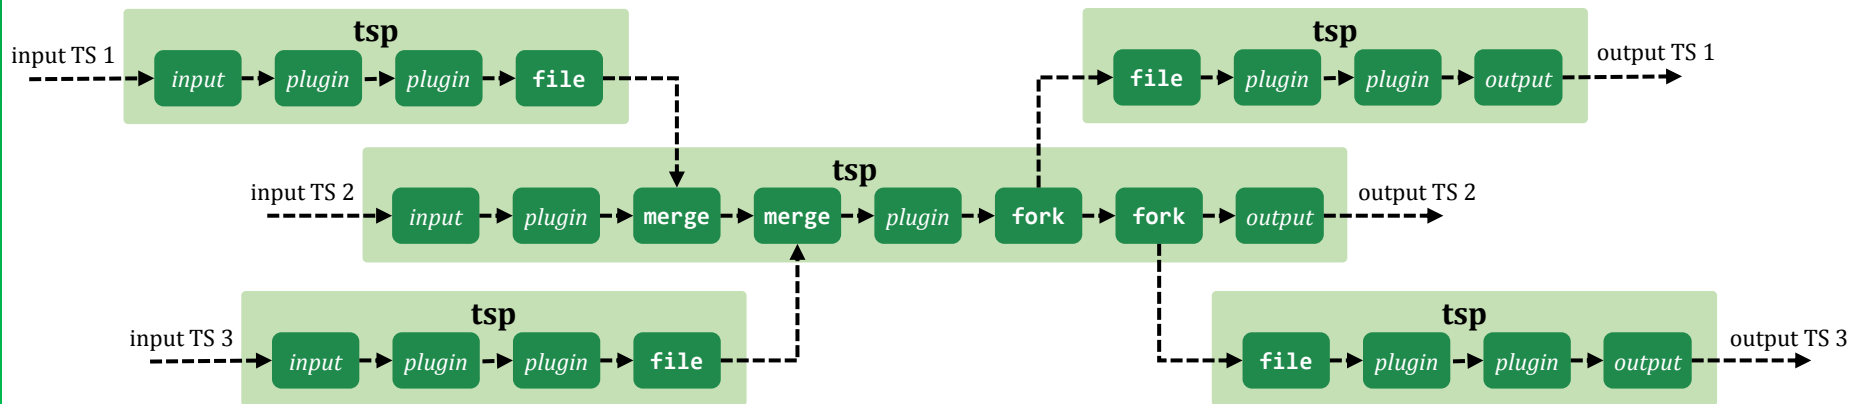 tsp
input TS 1
input plugin plugin file
tsp
file plugin plugin output
output TS 1
tsp
input TS 2
input plugin merge merge plugin fork fork output
output TS 2
tsp
input TS 3
input plugin plugin file
tsp
file plugin plugin output
output TS 3